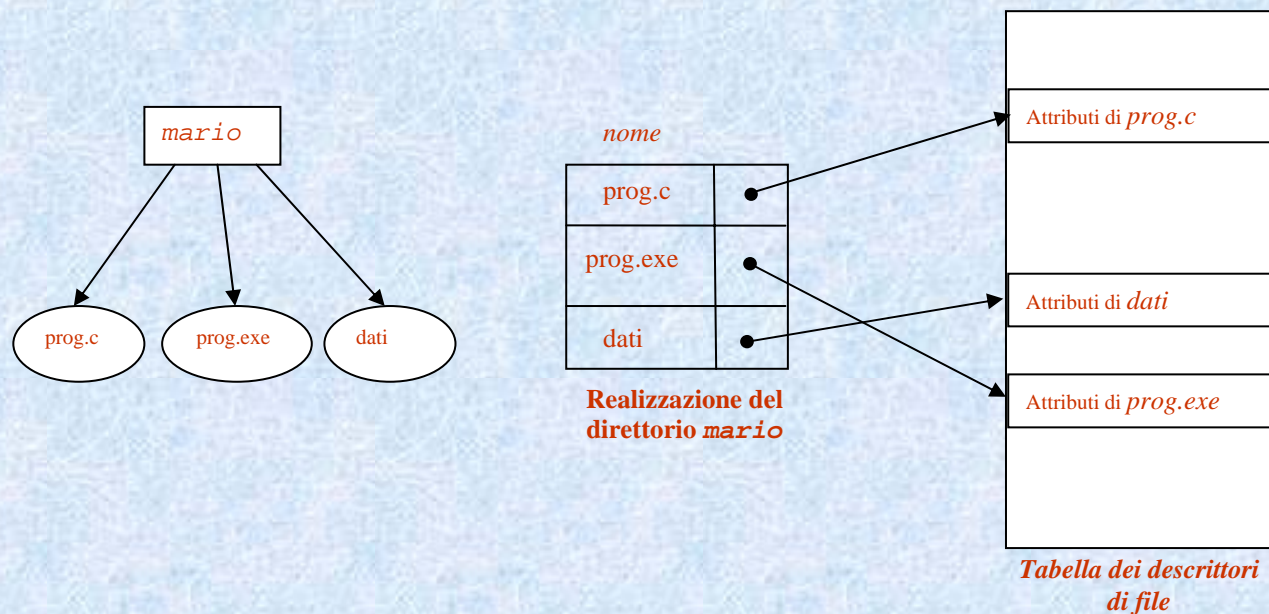 mario
prog.c
prog.exe
dati
nome
prog.c
prog.exe
dati
Realizzazione del
direttorio mario
Attributi di prog.c
Attributi di dati
Attributi di prog.exe
Tabella dei descrittori
di file